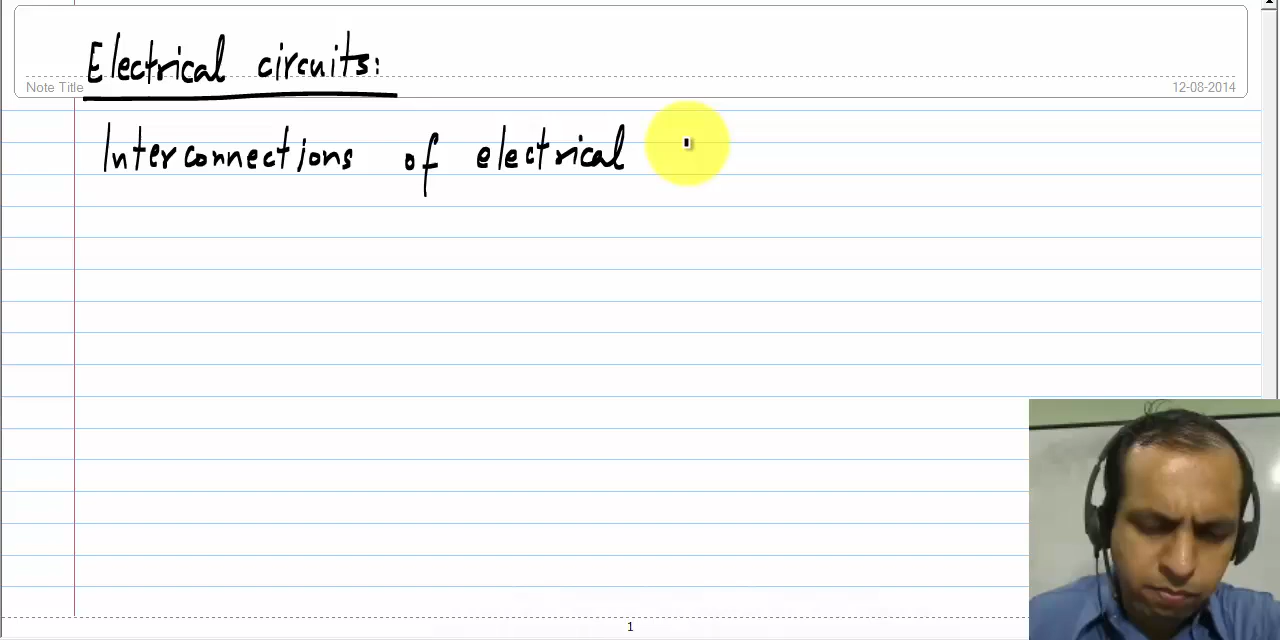 Electrical circuits:
Note Title
12-08-2014
Interconnections of electrical
1